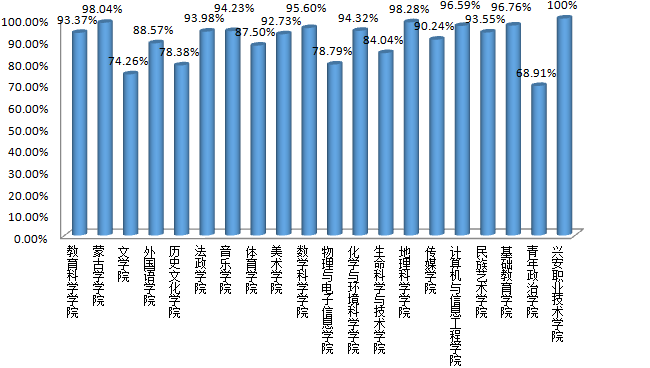 100.00%
90.00%
80.00%
70.00%
60.00%
50.00%
40.00%
30.00%
20.00%
10.00%
0.00%
93.37%
98.04%
74.26%
88.57%
78.38%
93.98%
94.23%
87.50%
92.73%
95.60%
78.79%
94.32%
84.04%
98.28%
90.24%
96.59%
93.55%
96.76%
68.91%
100%
教育科学学院
蒙古学学院
文学院
外国语学院
历史文化学院
法政学院
音乐学院
体育学院
美术学院
数学科学学院
物理与电子信息学院
化学与环境科学学院
生命科学与技术学院
地理科学学院
传媒学院
计算机与信息工程学院
民族艺术学院
基础教育学院
青年政治学院
兴安职业技术学院